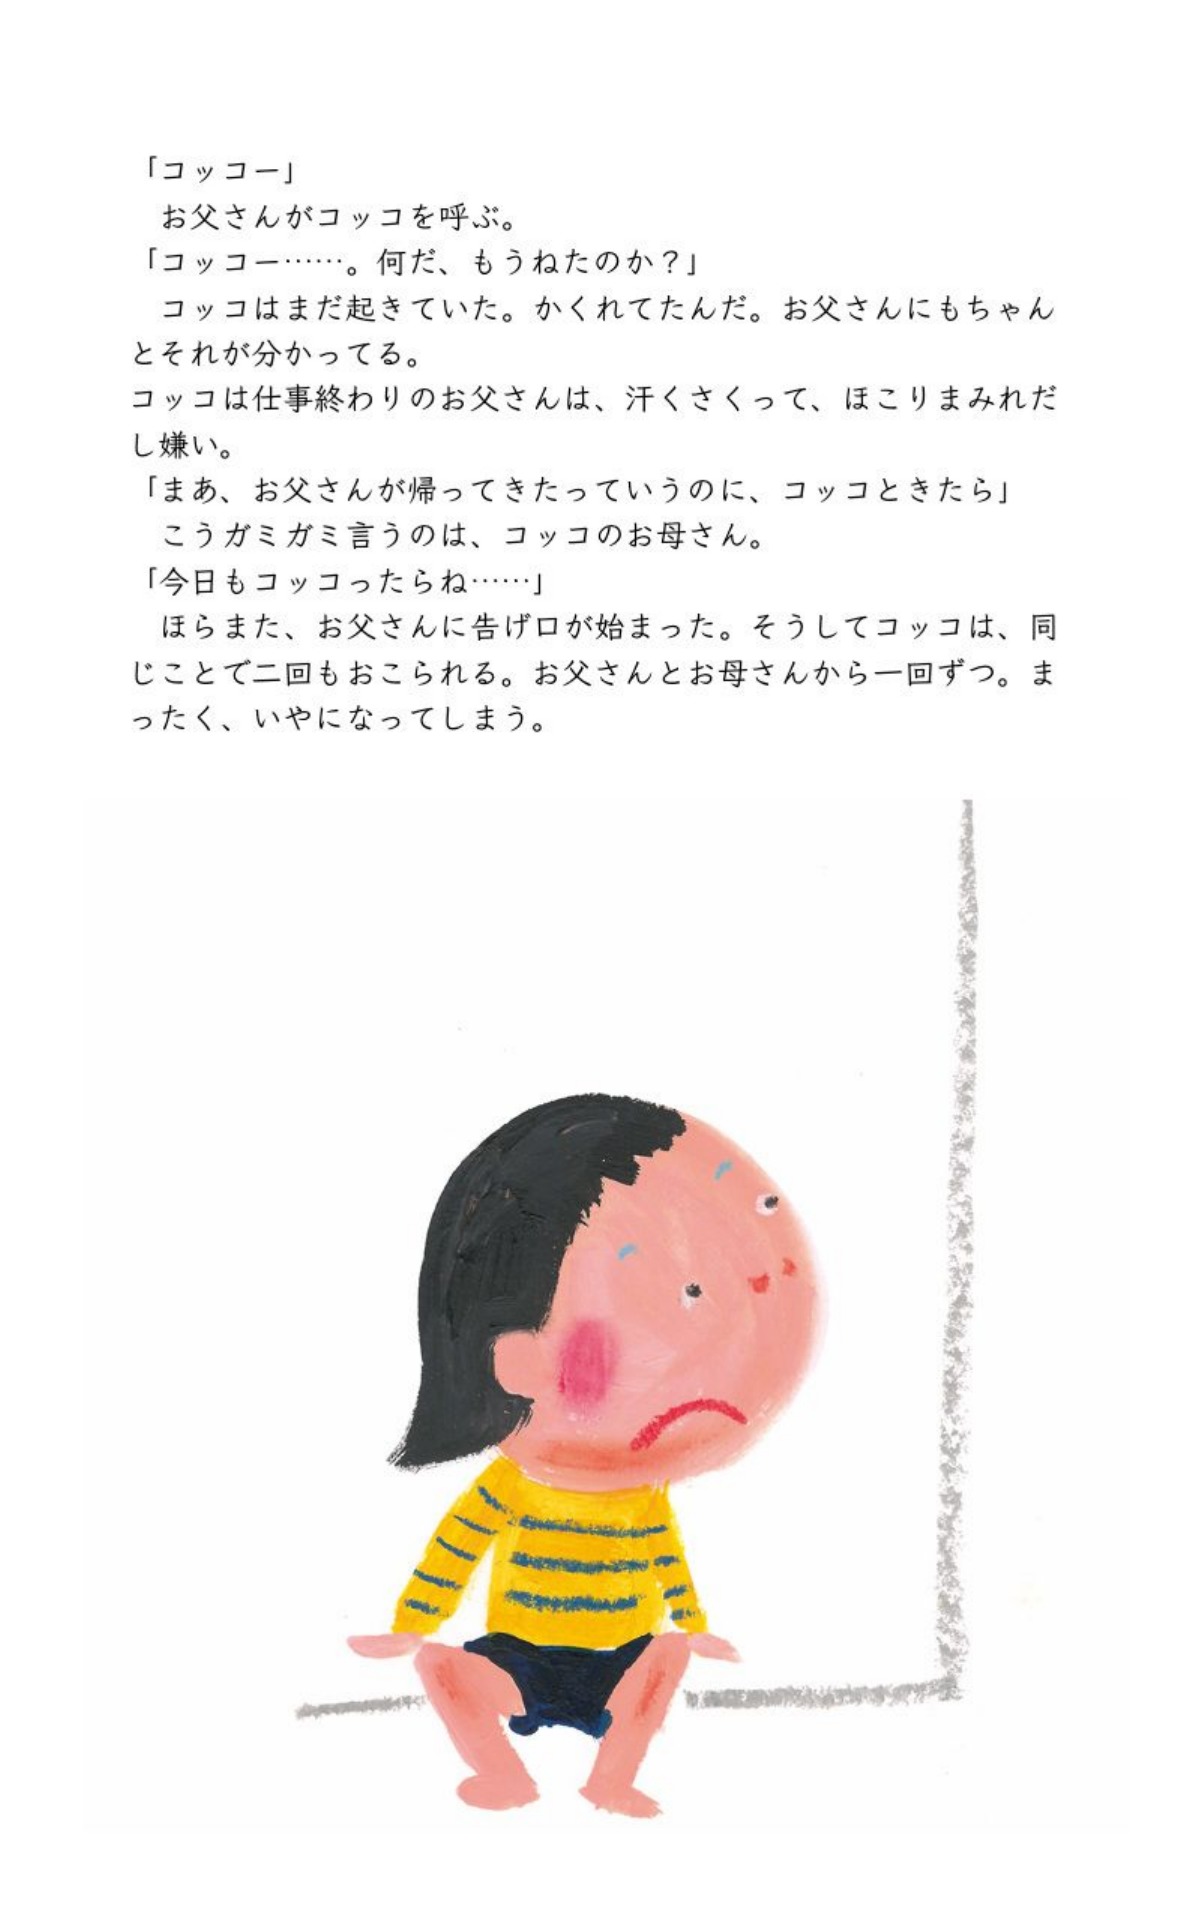 「コッコー」
　お父さんがコッコを呼ぶ。
「コッコー……。何だ、もうねたのか？」
　コッコはまだ起きていた。かくれてたんだ。お父さんにもちゃん
とそれが分かってる。
コッコは仕事終わりのお父さんは、汗くさくって、ほこりまみれだ
し嫌い。
「まあ、お父さんが帰ってきたっていうのに、コッコときたら」
　こうガミガミ言うのは、コッコのお母さん。
「今日もコッコったらね……」
　ほらまた、お父さんに告げ口が始まった。そうしてコッコは、同
じことで二回もおこられる。お父さんとお母さんから一回ずつ。ま
ったく、いやになってしまう。